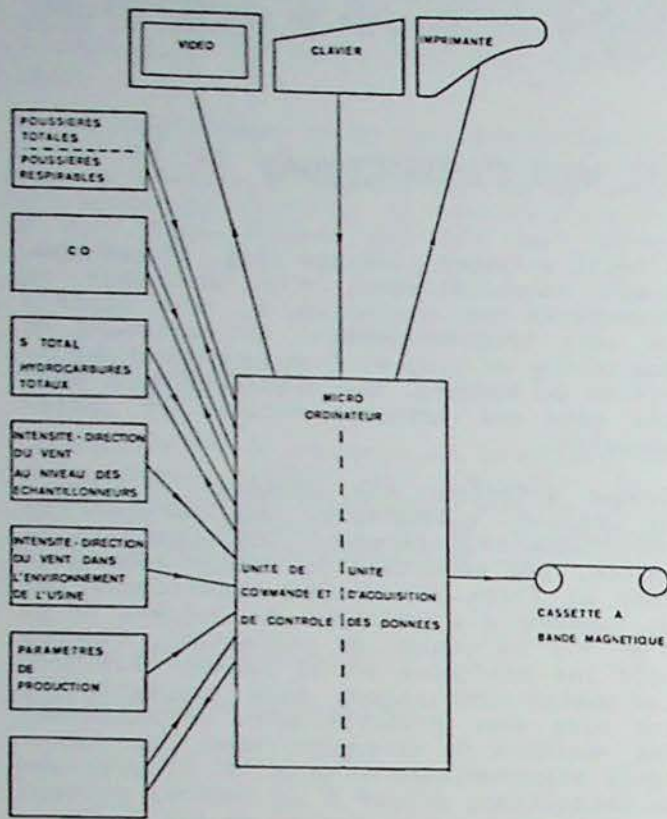 VIDEO
CLAVIER
IMPRIMANTE
POUSSIERES
TOTALES
POUSSIÈRES
RESPIRABLES
C O
S TOTAL
HYDROCARBURES
TOTAUX
INTENSITE-DIRECTION
DU VENT
AU NIVEAU DES
ECHANTILLONNEURS
INTENSITE-DIRECTION
DU VENT DANS
L'ENVIRONNEMENT
DE L'USINE
PARAMETRES
DE
PRODUCTION
MICRO
ORDINATEUR
UNITE DE
COMMANDE ET
DE CONTROLE
UNITE
D'ACQUISITION
DES DONNEES
CASSETTE A
BANDE MAGNETIQUE